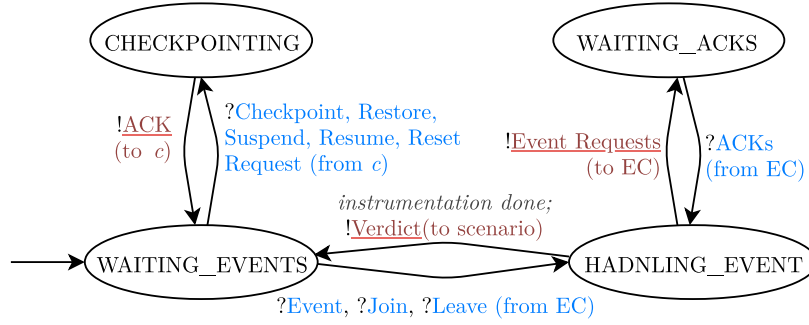 CHECKPOINTING
WAITING_ACKS
!ACK
(to c)
?Checkpoint, Restore,
Suspend, Resume, Reset
Request (from c)
!Event Requests
(to EC)
?ACKs
(from EC)
instrumentation done;
!Verdict(to scenario)
WAITING_EVENTS
HADNLING_EVENT
?Event, ?Join, ?Leave (from EC)